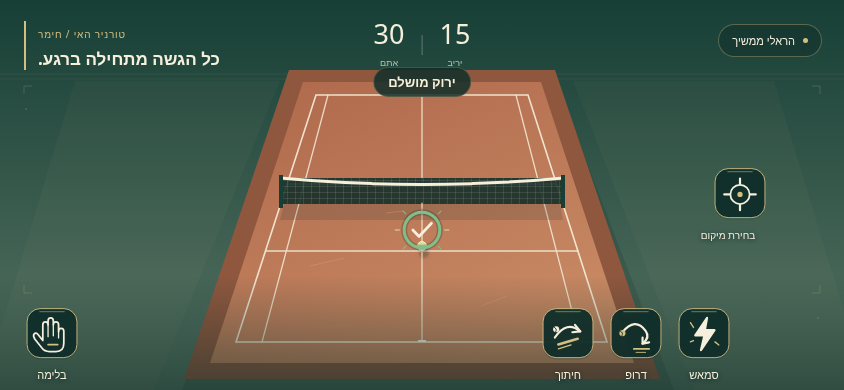 טורניר האי / חימר
כל הגשה מתחילה ברגע.
30
15
אתם
יריב
הראלי ממשיך
ירוק מושלם
בחירת מיקום
בלימה
חיתוך
דרופ
סמאש